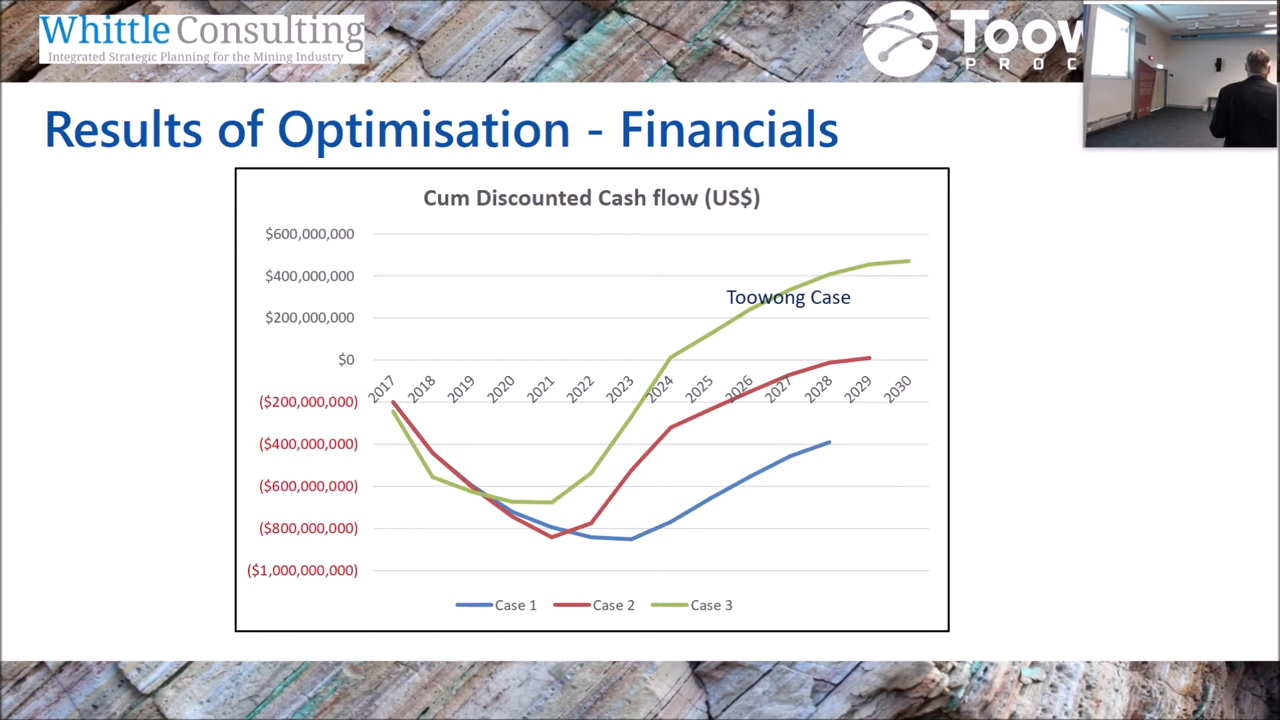 Whittle Consulting
Integrated Strategic Planning for the Mining Industry
Results of Optimisation - Financials
Cum Discounted Cash flow (US$)
$600,000,000
$400,000,000
$200,000,000
$0
($200,000,000)
($400,000,000)
($600,000,000)
($800,000,000)
($1,000,000,000)
2017 2018 2019 2020 2021 2022 2023 2024 2025 2026 2027 2028 2029 2030
Toowong Case
Case 1 Case 2 Case 3